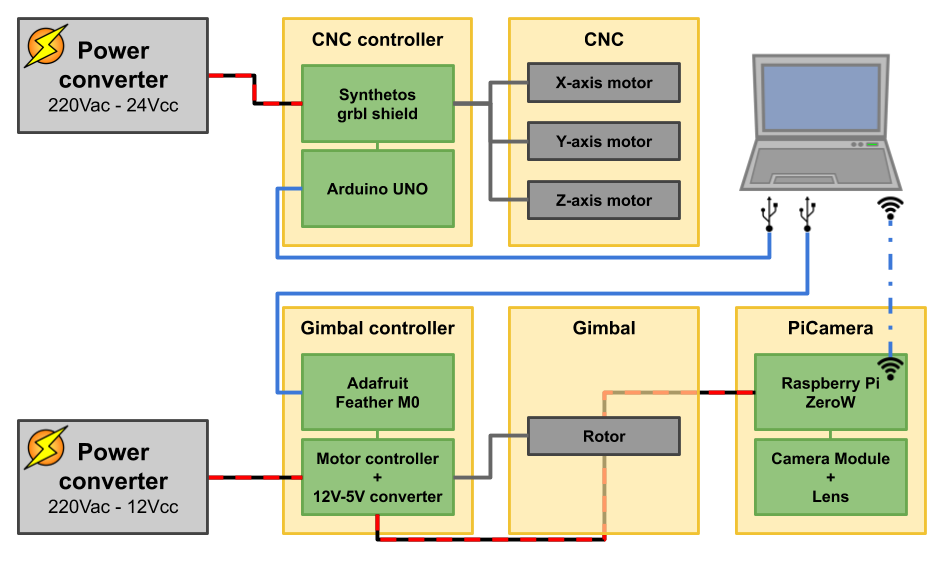 Power
converter
220Vac - 24Vcc
CNC controller
Synthetos
grbl shield
Arduino UNO
CNC
X-axis motor
Y-axis motor
Z-axis motor
Power
converter
220Vac - 12Vcc
Gimbal controller
Adafruit
Feather M0
Motor controller
+
12V-5V converter
Gimbal
Rotor
PiCamera
Raspberry Pi
ZeroW
Camera Module
+
Lens